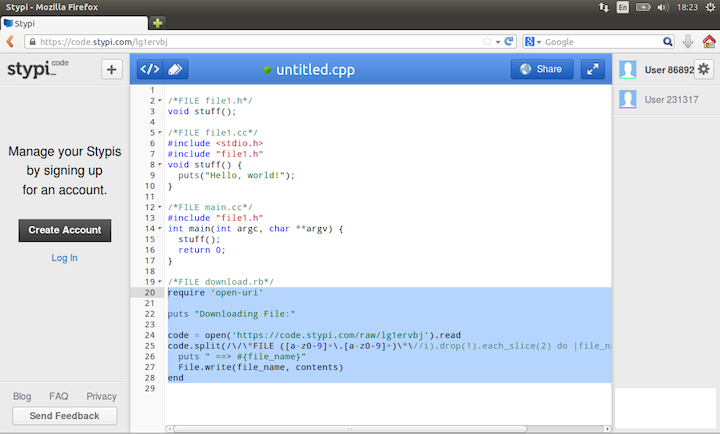 Stypi - Mozilla Firefox
En
18:23
Stypi
https://code.stypi.com/lg1ervbj
Google
stypi_ code
+
</>
untitled.cpp
Share
User 86892
User 231317
Manage your Stypis
by signing up
for an account.
Create Account
Log In
Blog FAQ Privacy
Send Feedback
1
2 /*FILE file1.h*/
3 void stuff();
4
5 /*FILE file1.cc*/
6 #include <stdio.h>
7 #include "file1.h"
8 void stuff() {
9 puts("Hello, world!");
10 }
11
12 /*FILE main.cc*/
13 #include "file1.h"
14 int main(int argc, char **argv) {
15 stuff();
16 return 0;
17 }
18
19 /*FILE download.rb*/
20 require 'open-uri'
21
22 puts "Downloading File:"
23
24 code = open('https://code.stypi.com/raw/lg1ervbj').read
25 code.split(/\/\*FILE ([a-z0-9]+\.[a-z0-9]+)\*\//i).drop(1).each_slice(2) do |file_na
26 puts " ==> #{file_name}"
27 File.write(file_name, contents)
28 end
29